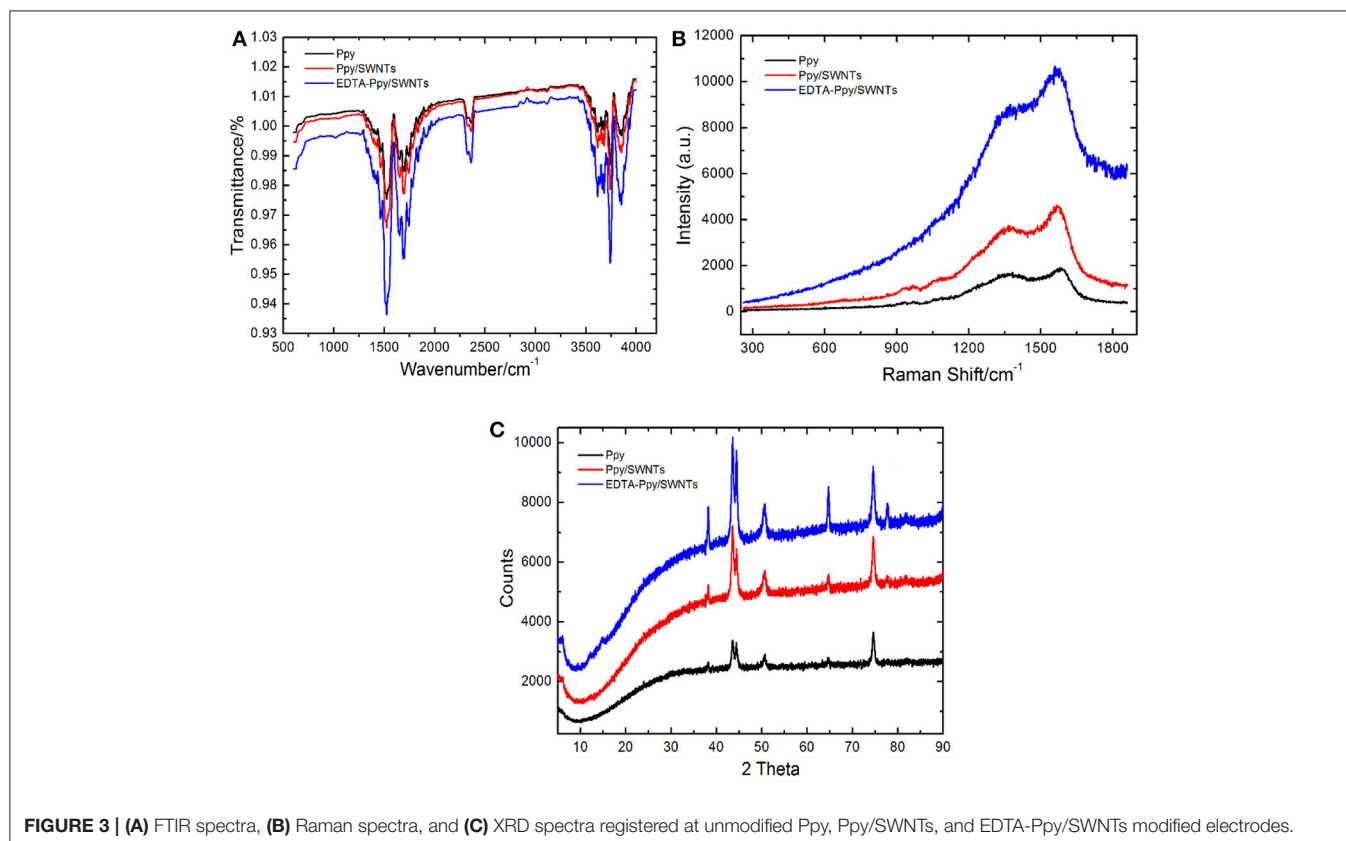 A
1.03
1.02
1.01
1.00
0.99
0.98
0.97
0.96
0.95
0.94
0.93
Transmittance/%
Ppy
Ppy/SWNTs
EDTA-Ppy/SWNTs
500 1000 1500 2000 2500 3000 3500 4000
Wavenumber/cm⁻¹
B
12000
10000
8000
6000
4000
2000
0
Intensity (a.u.)
Ppy
Ppy/SWNTs
EDTA-Ppy/SWNTs
300 600 900 1200 1500 1800
Raman Shift/cm⁻¹
C
10000
8000
6000
4000
2000
Counts
Ppy
Ppy/SWNTs
EDTA-Ppy/SWNTs
10 20 30 40 50 60 70 80 90
2 Theta
FIGURE 3 | (A) FTIR spectra, (B) Raman spectra, and (C) XRD spectra registered at unmodified Ppy, Ppy/SWNTs, and EDTA-Ppy/SWNTs modified electrodes.